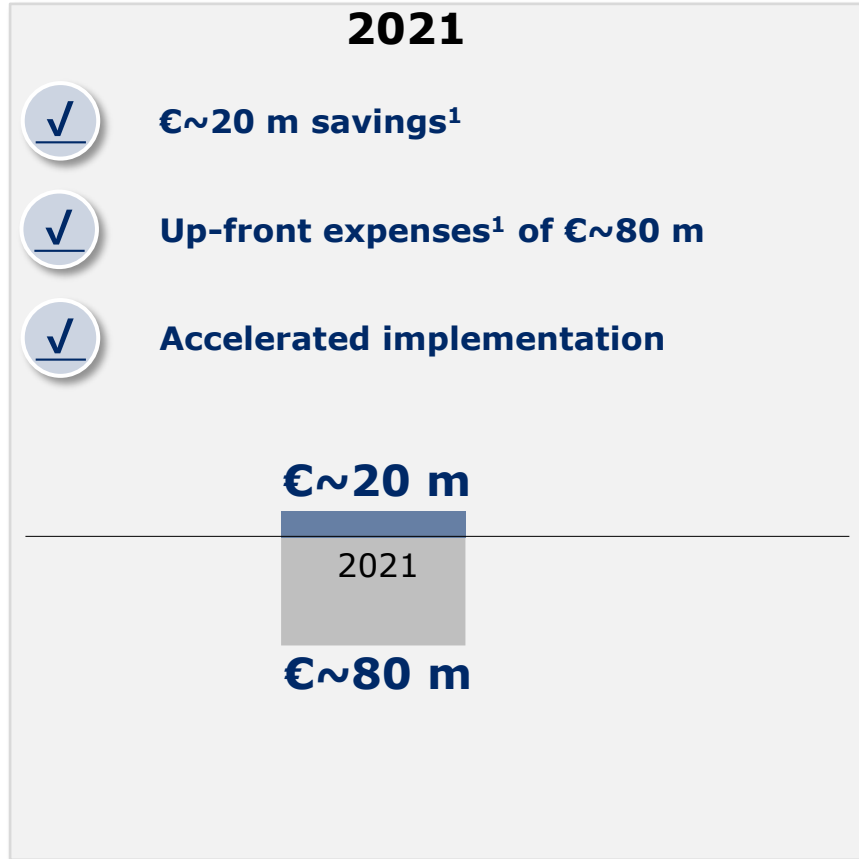 2021
√
€~20 m savings¹
√
Up-front expenses¹ of €~80 m
√
Accelerated implementation
€~20 m
2021
€~80 m